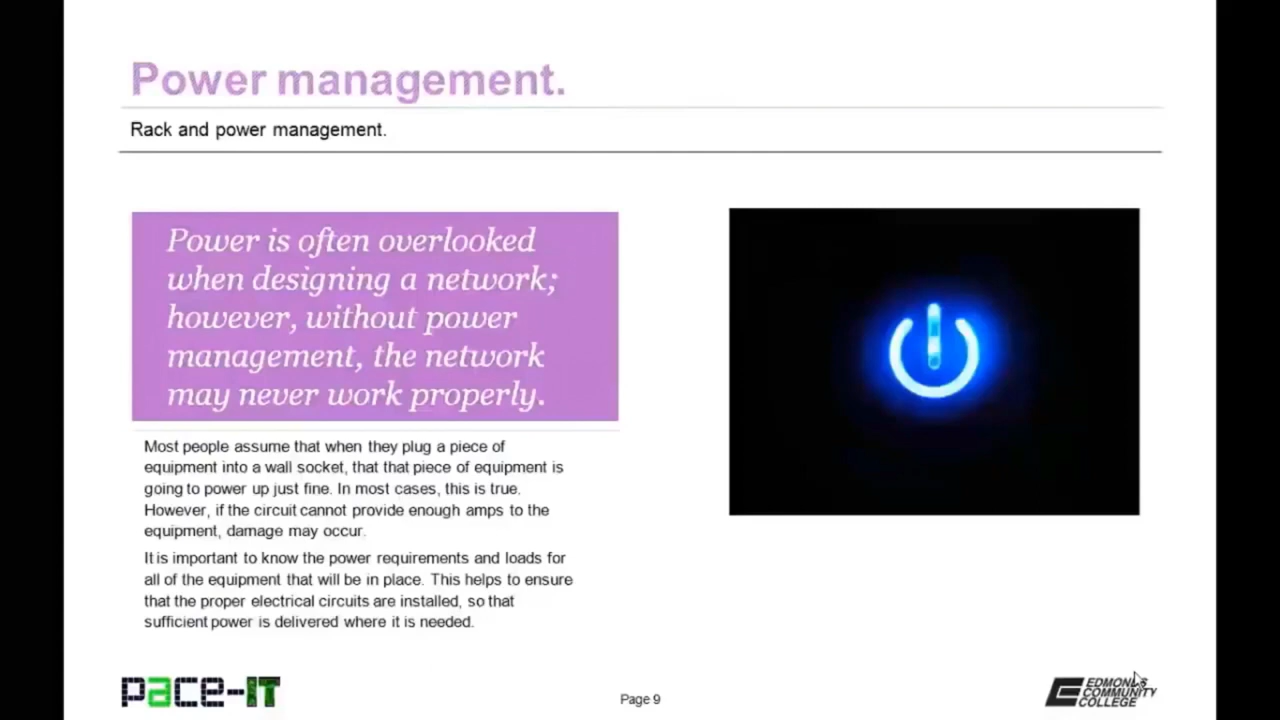 Power management.
Rack and power management.
Power is often overlooked
when designing a network;
however, without power
management, the network
may never work properly.
Most people assume that when they plug a piece of
equipment into a wall socket, that that piece of equipment is
going to power up just fine. In most cases, this is true.
However, if the circuit cannot provide enough amps to the
equipment, damage may occur.
It is important to know the power requirements and loads for
all of the equipment that will be in place. This helps to ensure
that the proper electrical circuits are installed, so that
sufficient power is delivered where it is needed.
pace-IT
Page 9
EDMONDS
COMMUNITY
COLLEGE